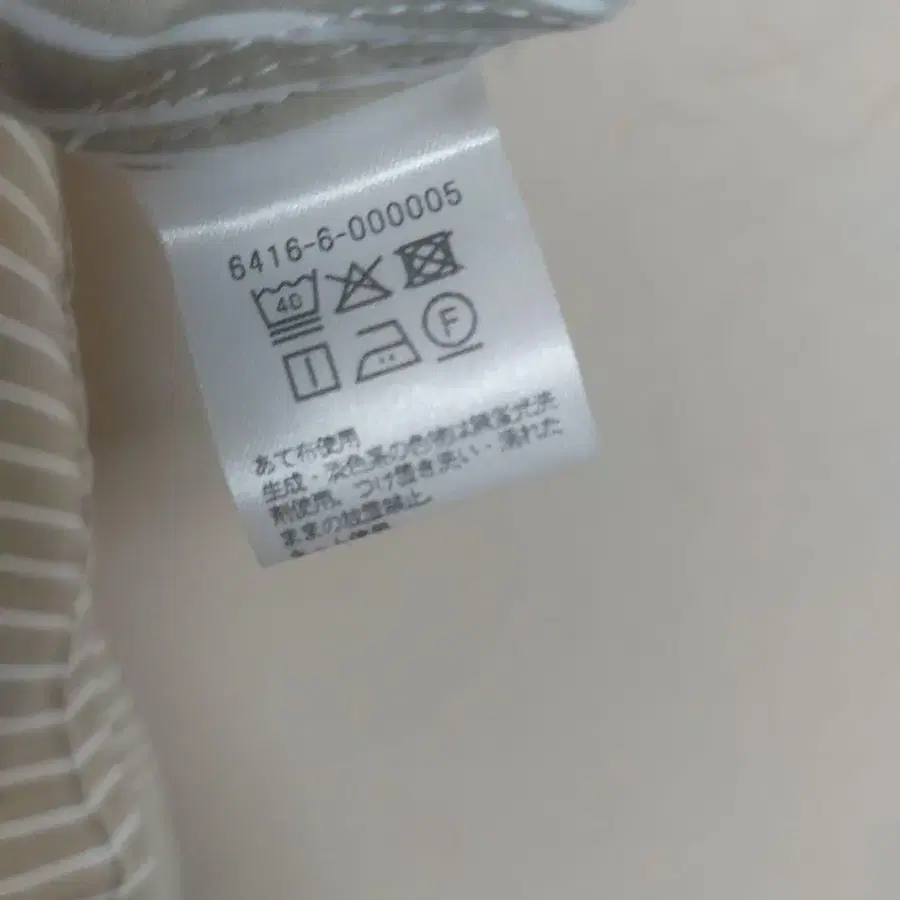 6416-6-000005
40
F
あて布使用
生成・淡色系の色物は無蛍光洗
剤使用。つけ置き洗い・濡れた
ままの放置禁止。